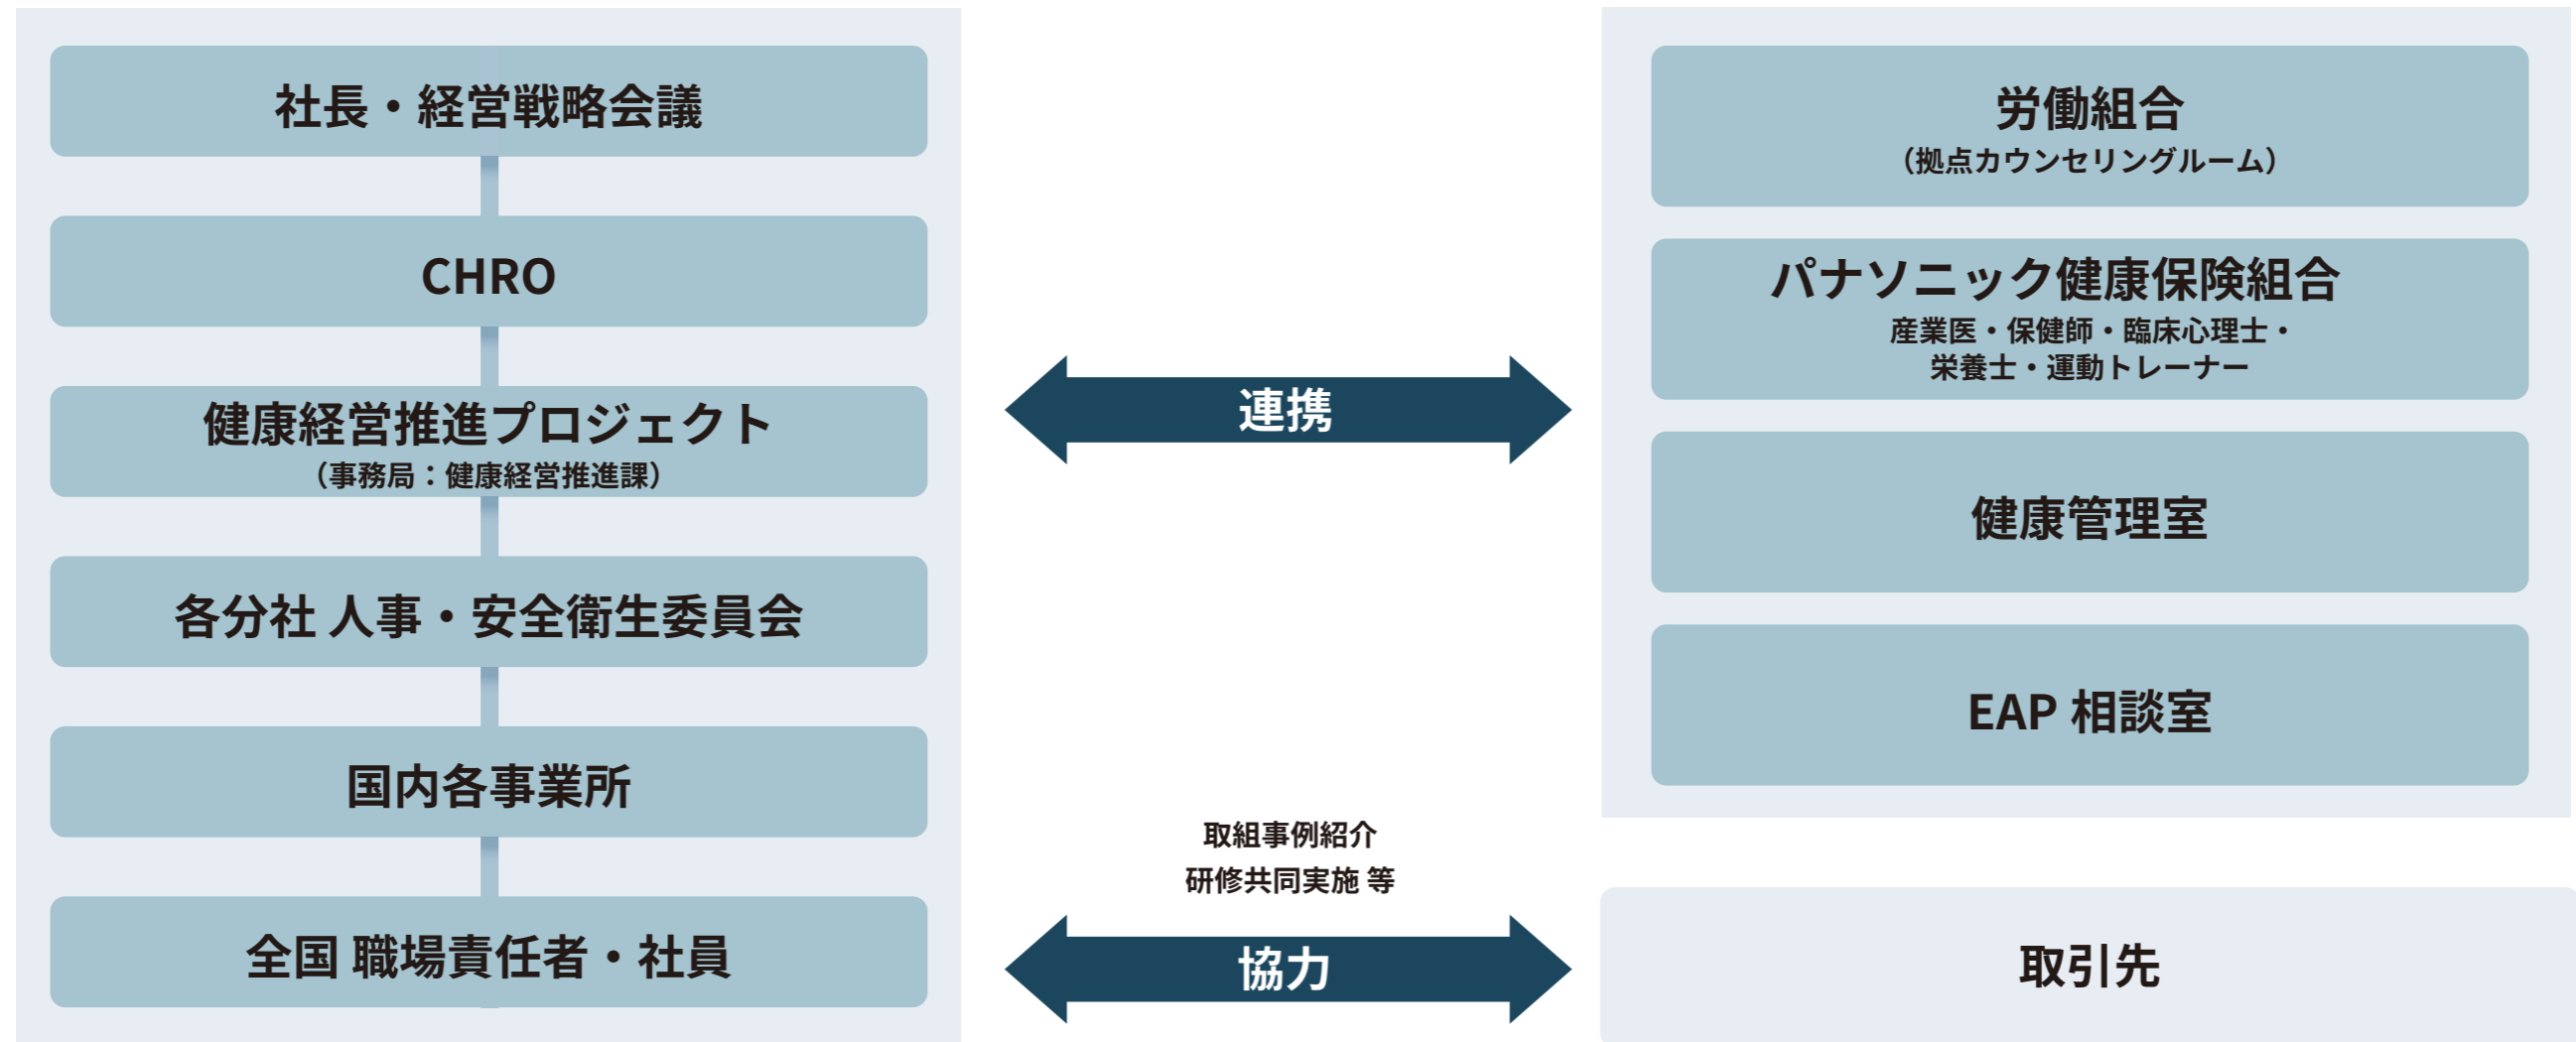 社長・経営戦略会議
CHRO
健康経営推進プロジェクト
（事務局：健康経営推進課）
各分社 人事・安全衛生委員会
国内各事業所
全国 職場責任者・社員
連携
取組事例紹介
研修共同実施 等
協力
労働組合
（拠点カウンセリングルーム）
パナソニック健康保険組合
産業医・保健師・臨床心理士・
栄養士・運動トレーナー
健康管理室
EAP 相談室
取引先